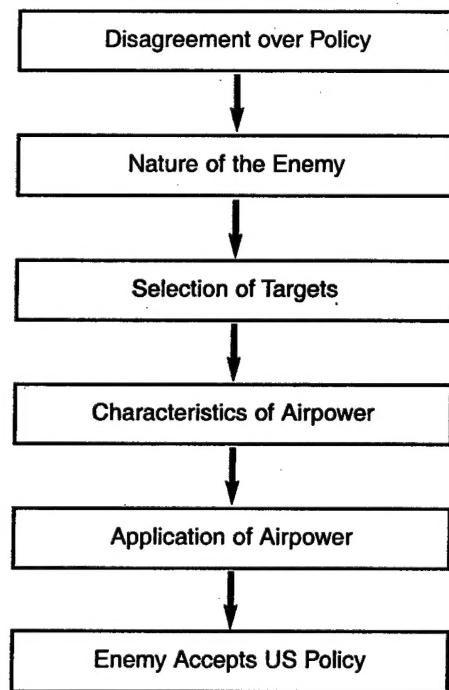 Disagreement over Policy
Nature of the Enemy
Selection of Targets
Characteristics of Airpower
Application of Airpower
Enemy Accepts US Policy